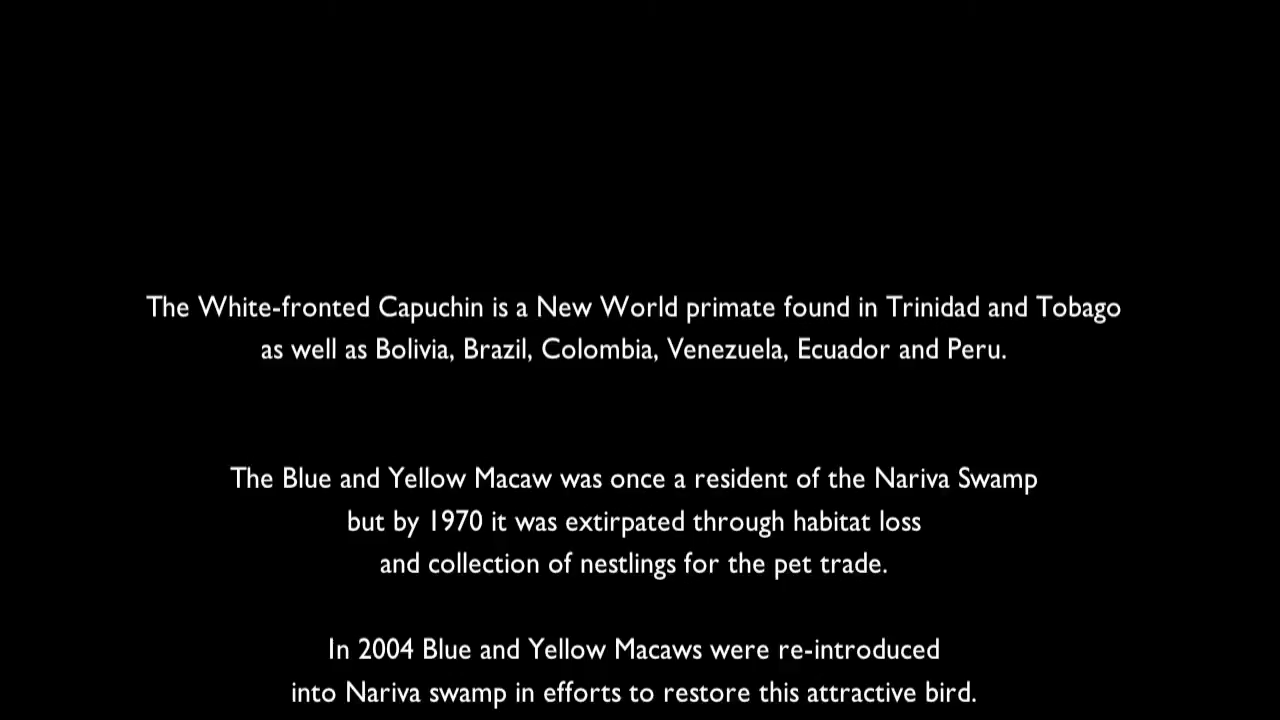 The White-fronted Capuchin is a New World primate found in Trinidad and Tobago
as well as Bolivia, Brazil, Colombia, Venezuela, Ecuador and Peru.
The Blue and Yellow Macaw was once a resident of the Nariva Swamp
but by 1970 it was extirpated through habitat loss
and collection of nestlings for the pet trade.
In 2004 Blue and Yellow Macaws were re-introduced
into Nariva swamp in efforts to restore this attractive bird.